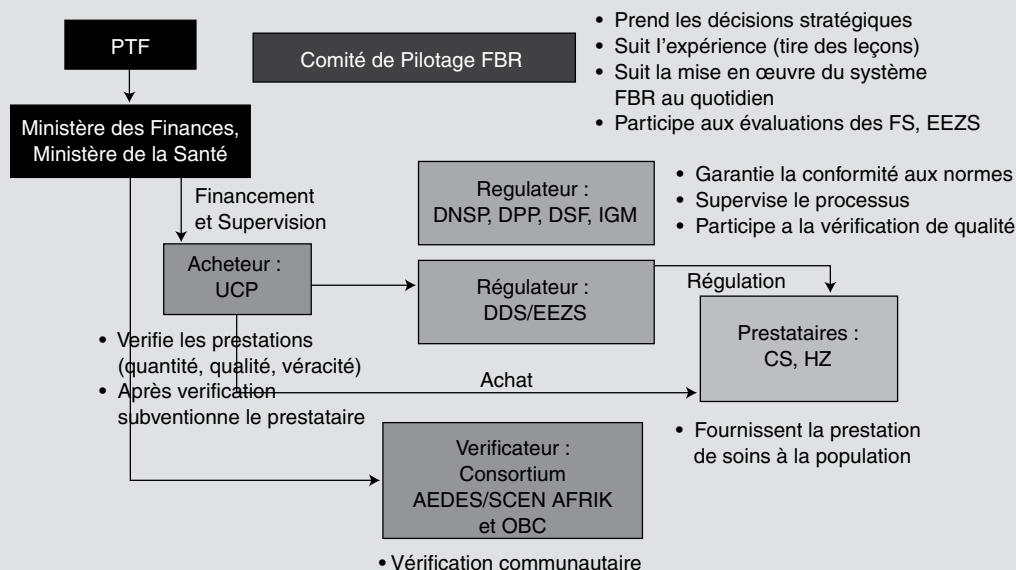 PTF
Comité de Pilotage FBR
• Prend les décisions stratégiques
• Suit l'expérience (tire des leçons)
• Suit la mise en œuvre du système
FBR au quotidien
• Participe aux évaluations des FS, EEZS
Ministère des Finances,
Ministère de la Santé
Financement
et Supervision
Regulateur :
DNSP, DPP, DSF, IGM
• Garantie la conformité aux normes
• Supervise le processus
• Participe a la vérification de qualité
Acheteur :
UCP
Régulateur :
DDS/EEZS
Régulation
Prestataires :
CS, HZ
• Verifie les prestations
(quantité, qualité, véracité)
• Après verification
subventionne le prestataire
Achat
• Fournissent la prestation
de soins à la population
Verificateur :
Consortium
AEDES/SCEN AFRIK
et OBC
• Vérification communautaire